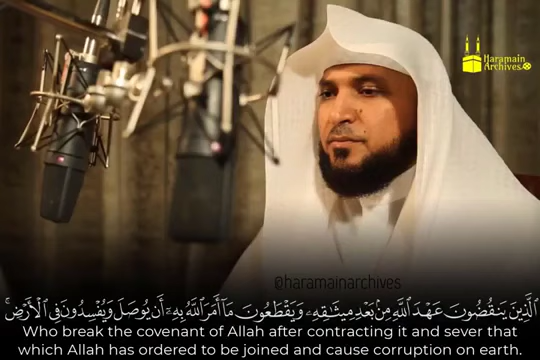 Haramain
Archives
@haramainarchives
الَّذِينَ يَنقُضُونَ عَهْدَ اللَّهِ مِنۢ بَعْدِ مِيثَـٰقِهِۦ وَيَقْطَعُونَ مَآ أَمَرَ اللَّهُ بِهِۦٓ أَن يُوصَلَ وَيُفْسِدُونَ فِى الْأَرْضِ ۚ
Who break the covenant of Allah after contracting it and sever that
which Allah has ordered to be joined and cause corruption on earth.